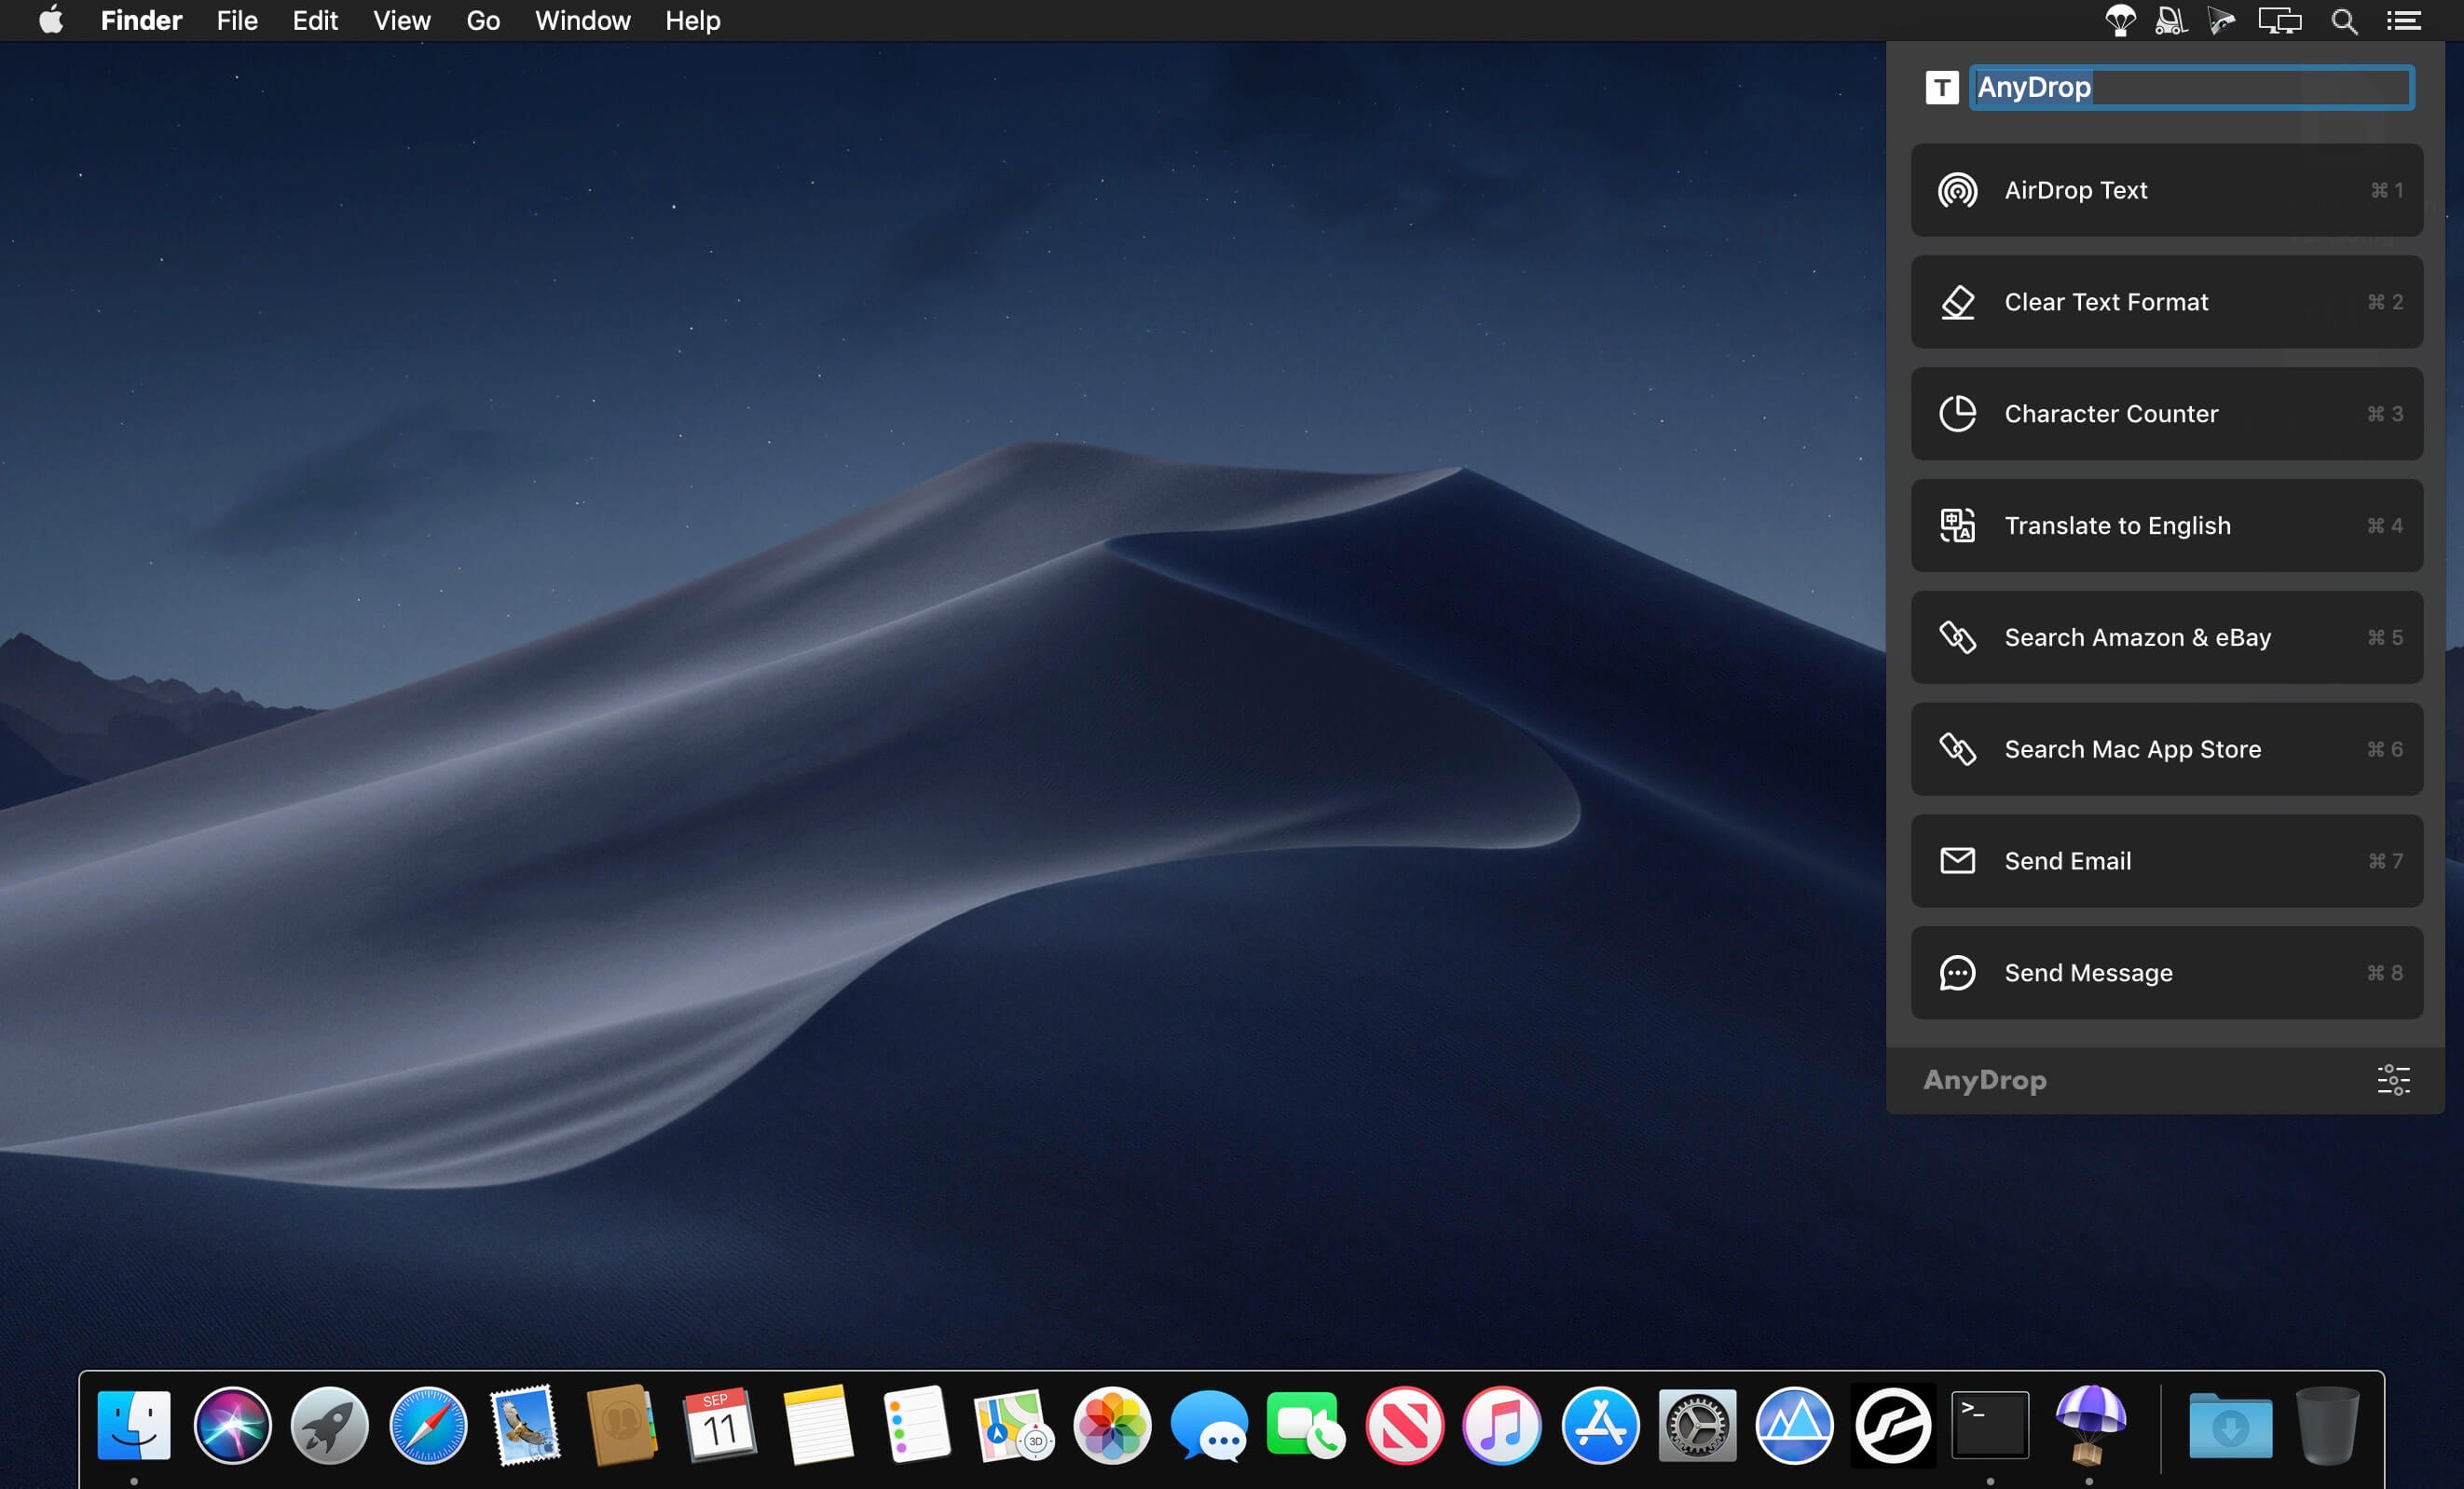 Finder File Edit View Go Window Help
T AnyDrop
AirDrop Text ⌘ 1
Clear Text Format ⌘ 2
Character Counter ⌘ 3
中 A Translate to English ⌘ 4
Search Amazon & eBay ⌘ 5
Search Mac App Store ⌘ 6
Send Email ⌘ 7
Send Message ⌘ 8
AnyDrop
SEP
11
3D
>_